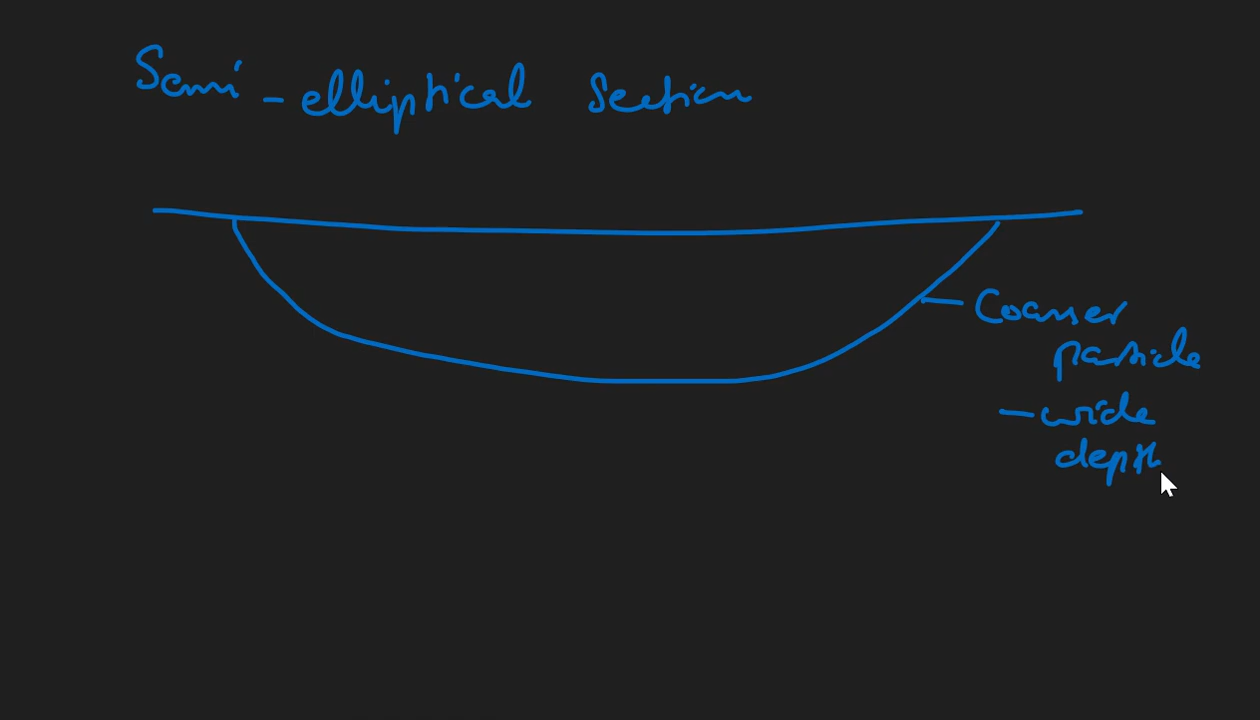 Semi-elliptical Section
Coarser
particle
- wide
depth